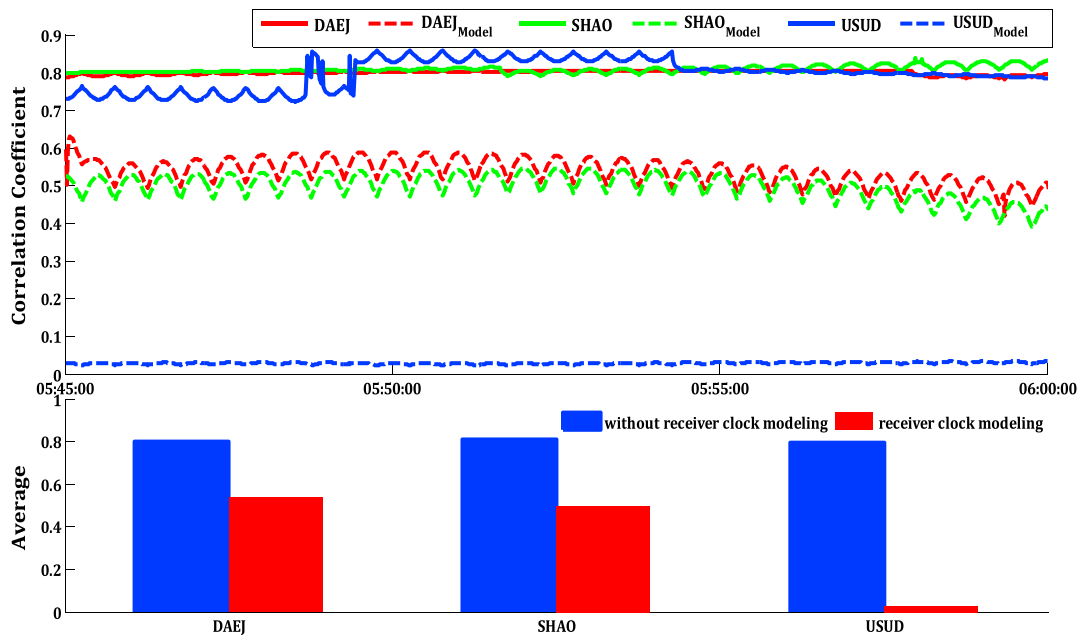 DAEJ DAEJModel SHAO SHAOModel USUD USUDModel
0.9
0.8
0.7
0.6
0.5
0.4
0.3
0.2
0.1
0
Correlation Coefficient
05:45:00 05:50:00 05:55:00 06:00:00
1
0.8
0.6
0.4
0.2
0
Average
without receiver clock modeling receiver clock modeling
DAEJ SHAO USUD